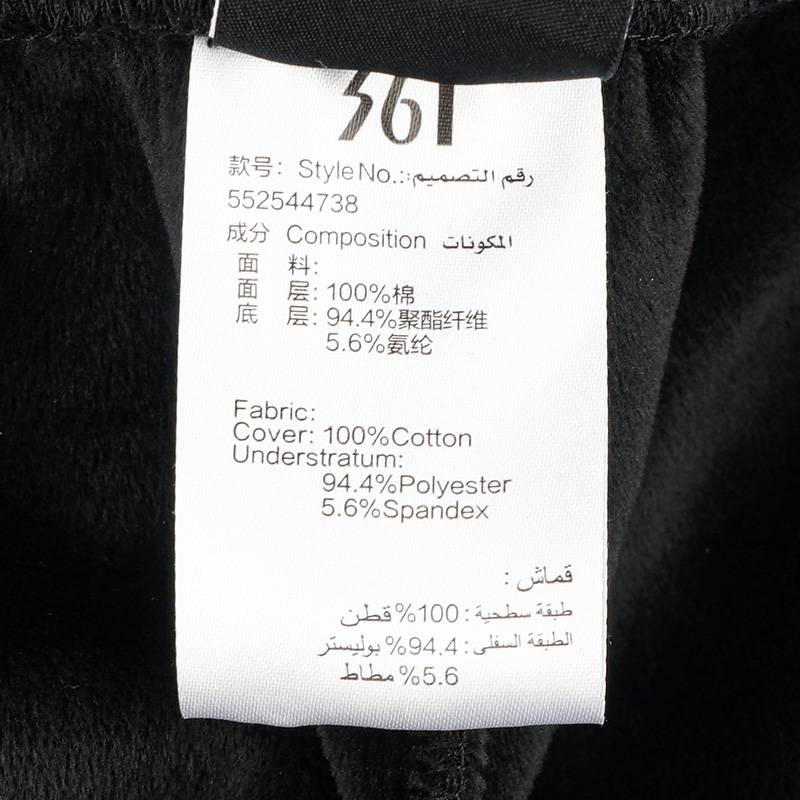 361
款号: Style No.:رقم التصميم:
552544738
成分 Composition المكونات
面 料:
面 层: 100%棉
底 层: 94.4%聚酯纤维
5.6%氨纶
Fabric:
Cover: 100%Cotton
Understratum:
94.4%Polyester
5.6%Spandex
قماش :
طبقة سطحية : 100% قطن
الطبقة السفلى : 94.4% بوليستر
5.6% مطاط